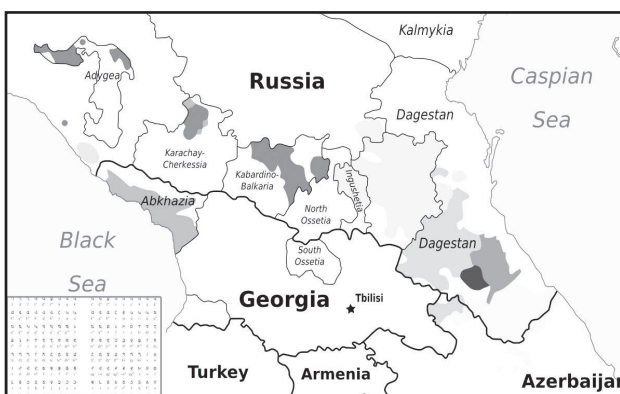 Kalmykia
Adygea
Russia
Caspian
Sea
Dagestan
Karachay-
Cherkessia
Kabardino-
Balkaria
Ingushetia
North
Ossetia
Abkhazia
Black
Sea
South
Ossetia
Dagestan
Georgia
Tbilisi
Turkey
Armenia
Azerbaijan